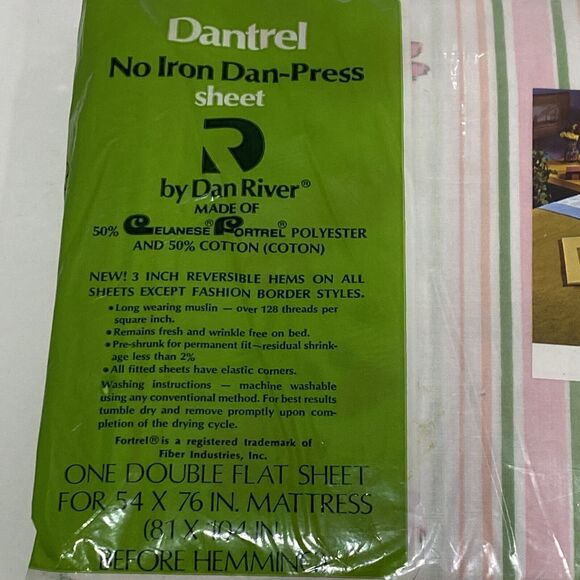 Dantrel
No Iron Dan-Press
sheet
by Dan River®
MADE OF
50% CELANESE® FORTREL® POLYESTER
AND 50% COTTON (COTON)
NEW! 3 INCH REVERSIBLE HEMS ON ALL
SHEETS EXCEPT FASHION BORDER STYLES.
• Long wearing muslin — over 128 threads per
square inch.
• Remains fresh and wrinkle free on bed.
• Pre-shrunk for permanent fit—residual shrink-
age less than 2%
• All fitted sheets have elastic corners.
Washing instructions — machine washable
using any conventional method. For best results
tumble dry and remove promptly upon com-
pletion of the drying cycle.
Fortrel® is a registered trademark of
Fiber Industries, Inc.
ONE DOUBLE FLAT SHEET
FOR 54 X 76 IN. MATTRESS
(81 X 104 IN.
BEFORE HEMMING)